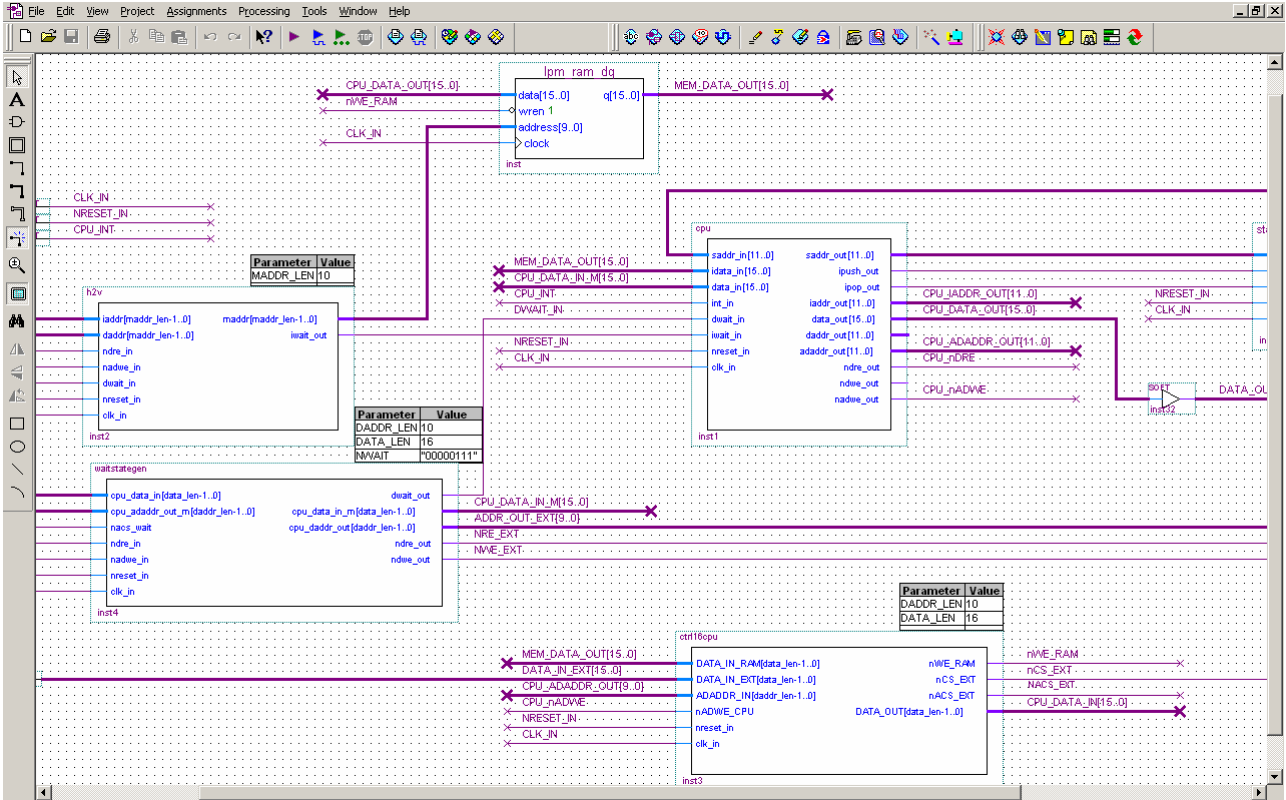 File Edit View Project Assignments Processing Tools Window Help
STOP
lpm_ram_dq
CPU_DATA_OUT[15..0]
nWE_RAM
CLK_IN
data[15..0] q[15..0]
wren 1
address[9..0]
clock
inst
MEM_DATA_OUT[15..0]
CLK_IN
NRESET_IN
CPU_INT
Parameter Value
MADDR_LEN 10
h2v
iaddr[maddr_len-1..0] maddr[maddr_len-1..0]
daddr[maddr_len-1..0] iwait_out
ndre_in
nadwe_in
dwait_in
nreset_in
clk_in
inst2
MEM_DATA_OUT[15..0]
CPU_DATA_IN_M[15..0]
CPU_INT
DWAIT_IN
NRESET_IN
CLK_IN
cpu
saddr_in[11..0] saddr_out[11..0]
idata_in[15..0] ipush_out
data_in[15..0] ipop_out
int_in iaddr_out[11..0]
dwait_in data_out[15..0]
iwait_in daddr_out[11..0]
nreset_in adaddr_out[11..0]
clk_in ndre_out
ndwe_out
nadwe_out
inst1
CPU_IADDR_OUT[11..0]
CPU_DATA_OUT[15..0]
CPU_ADADDR_OUT[11..0]
CPU_nDRE
CPU_nADWE
sta
NRESET_IN
CLK_IN
in
SOFT
inst32
DATA_OU
Parameter Value
DADDR_LEN 10
DATA_LEN 16
NWAIT "00000111"
waitstategen
cpu_data_in[data_len-1..0] dwait_out
cpu_adaddr_out_m[daddr_len-1..0] cpu_data_in_m[data_len-1..0]
nacs_wait cpu_daddr_out[daddr_len-1..0]
ndre_in ndre_out
nadwe_in ndwe_out
nreset_in
clk_in
inst4
CPU_DATA_IN_M[15..0]
ADDR_OUT_EXT[9..0]
NRE_EXT
NWE_EXT
Parameter Value
DADDR_LEN 10
DATA_LEN 16
ctrl16cpu
MEM_DATA_OUT[15..0]
DATA_IN_EXT[15..0]
CPU_ADADDR_OUT[9..0]
CPU_nADWE
NRESET_IN
CLK_IN
DATA_IN_RAM[data_len-1..0] nWE_RAM
DATA_IN_EXT[data_len-1..0] nCS_EXT
ADADDR_IN[daddr_len-1..0] nACS_EXT
nADWE_CPU DATA_OUT[data_len-1..0]
nreset_in
clk_in
inst3
nWE_RAM
nCS_EXT
NACS_EXT
CPU_DATA_IN[15..0]